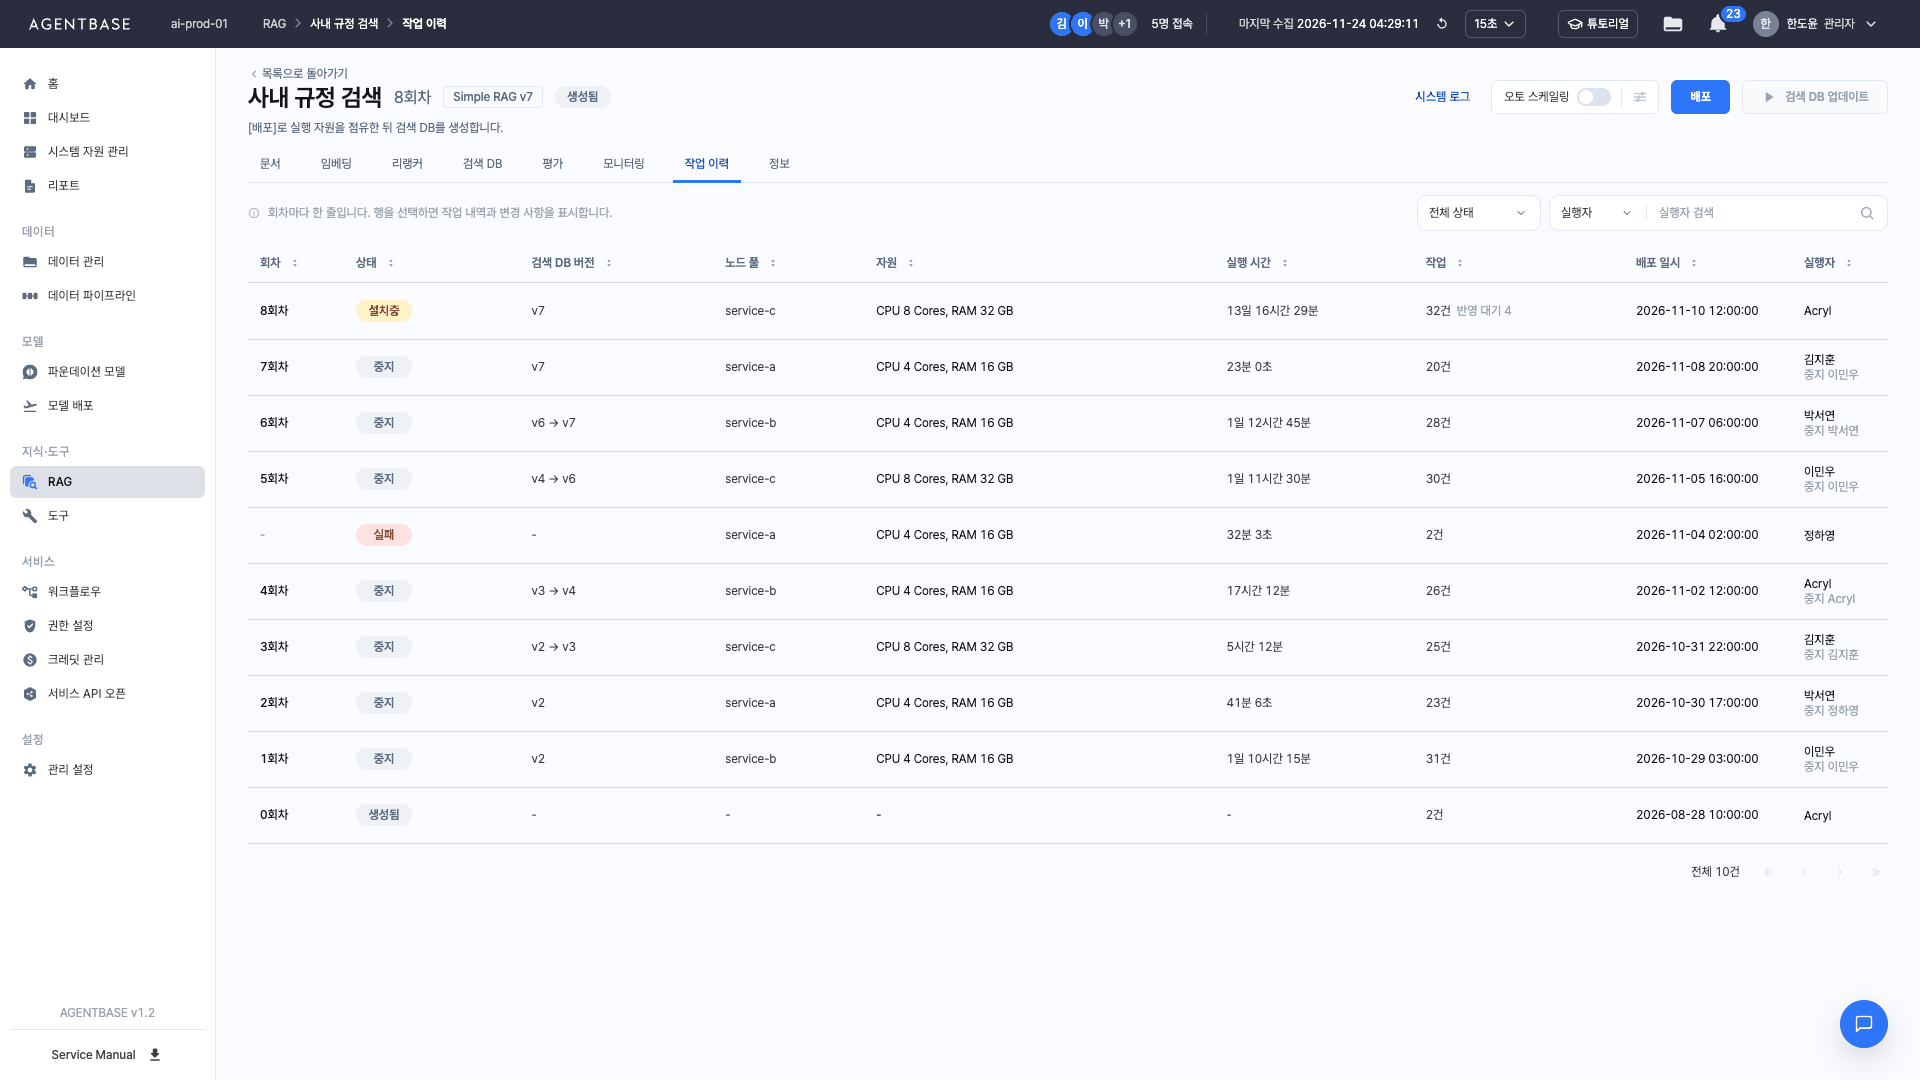 AGENTBASE
ai-prod-01
RAG > 사내 규정 검색 > 작업 이력
김 이 박 +1 5명 접속
마지막 수집 2026-11-24 04:29:11
15초
튜토리얼
23
한 한도윤 관리자
홈
대시보드
시스템 자원 관리
리포트
데이터
데이터 관리
데이터 파이프라인
모델
파운데이션 모델
모델 배포
지식·도구
RAG
도구
서비스
워크플로우
권한 설정
크레딧 관리
서비스 API 오픈
설정
관리 설정
AGENTBASE v1.2
Service Manual
목록으로 돌아가기
사내 규정 검색 8회차 Simple RAG v7 생성됨
[배포]로 실행 자원을 점유한 뒤 검색 DB를 생성합니다.
시스템 로그
오토 스케일링
배포
검색 DB 업데이트
문서 임베딩 리랭커 검색 DB 평가 모니터링 작업 이력 정보
회차마다 한 줄입니다. 행을 선택하면 작업 내역과 변경 사항을 표시합니다.
전체 상태
실행자
실행자 검색
회차 상태 검색 DB 버전 노드 풀 자원 실행 시간 작업 배포 일시 실행자
8회차 설치중 v7 service-c CPU 8 Cores, RAM 32 GB 13일 16시간 29분 32건 반영 대기 4 2026-11-10 12:00:00 Acryl
7회차 중지 v7 service-a CPU 4 Cores, RAM 16 GB 23분 0초 20건 2026-11-08 20:00:00 김지훈
중지 이민우
6회차 중지 v6 → v7 service-b CPU 4 Cores, RAM 16 GB 1일 12시간 45분 28건 2026-11-07 06:00:00 박서연
중지 박서연
5회차 중지 v4 → v6 service-c CPU 8 Cores, RAM 32 GB 1일 11시간 30분 30건 2026-11-05 16:00:00 이민우
중지 이민우
- 실패 - service-a CPU 4 Cores, RAM 16 GB 32분 3초 2건 2026-11-04 02:00:00 정하영
4회차 중지 v3 → v4 service-b CPU 4 Cores, RAM 16 GB 17시간 12분 26건 2026-11-02 12:00:00 Acryl
중지 Acryl
3회차 중지 v2 → v3 service-c CPU 8 Cores, RAM 32 GB 5시간 12분 25건 2026-10-31 22:00:00 김지훈
중지 김지훈
2회차 중지 v2 service-a CPU 4 Cores, RAM 16 GB 41분 6초 23건 2026-10-30 17:00:00 박서연
중지 정하영
1회차 중지 v2 service-b CPU 4 Cores, RAM 16 GB 1일 10시간 15분 31건 2026-10-29 03:00:00 이민우
중지 이민우
0회차 생성됨 - - - - 2건 2026-08-28 10:00:00 Acryl
전체 10건